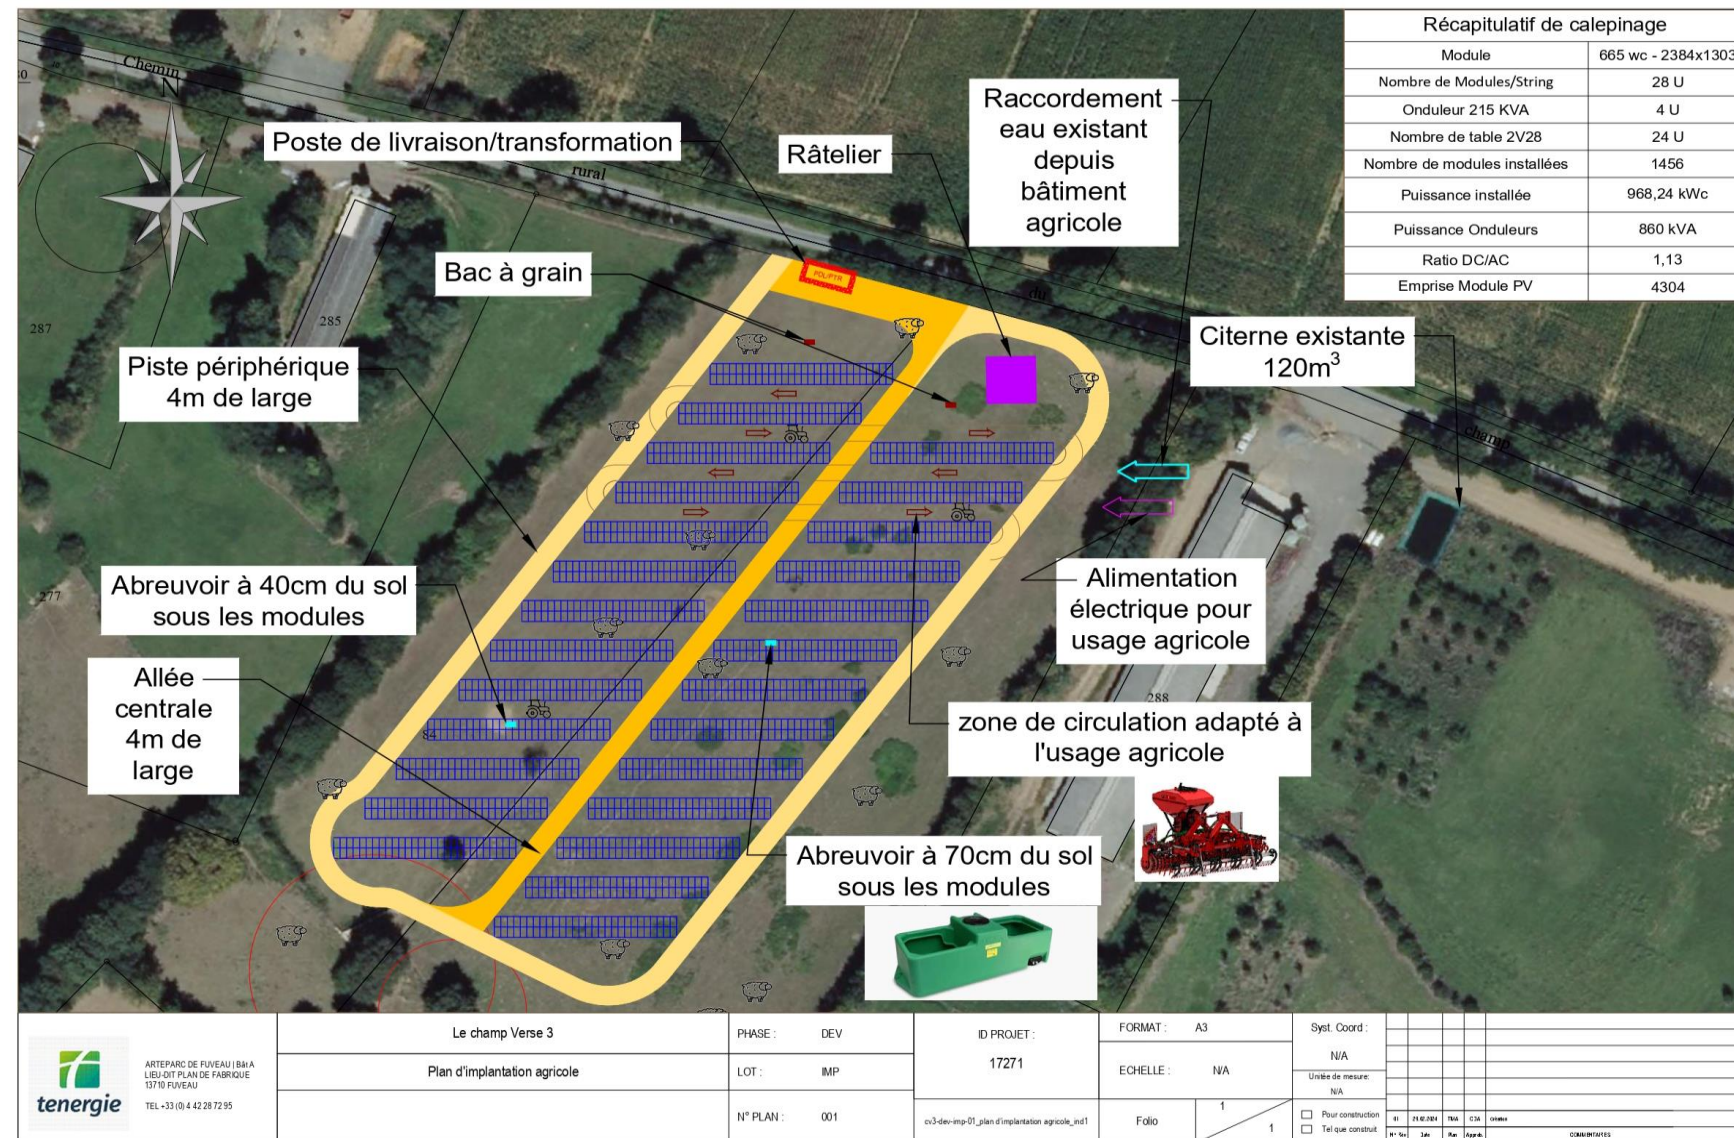 Récapitulatif de calepinage
Module 665 wc - 2384x1303
Nombre de Modules/String 28 U
Onduleur 215 KVA 4 U
Nombre de table 2V28 24 U
Nombre de modules installées 1456
Puissance installée 968,24 kWc
Puissance Onduleurs 860 kVA
Ratio DC/AC 1,13
Emprise Module PV 4304
Chemin
N
rural
du
champ
Poste de livraison/transformation
PDL/PTR
Râtelier
Raccordement
eau existant
depuis
bâtiment
agricole
Bac à grain
Piste périphérique
4m de large
Citerne existante
120m³
287
285
277
84
288
Abreuvoir à 40cm du sol
sous les modules
Alimentation
électrique pour
usage agricole
Allée
centrale
4m de
large
zone de circulation adapté à
l'usage agricole
Abreuvoir à 70cm du sol
sous les modules
tenergie
ARTEPARC DE FUVEAU | Bât A
LIEU-DIT PLAN DE FABRIQUE
13710 FUVEAU
TEL +33 (0) 4 42 28 72 95
Le champ Verse 3
Plan d'implantation agricole
PHASE : DEV
LOT : IMP
N° PLAN : 001
ID PROJET :
17271
cv3-dev-imp-01_plan d'implantation agricole_ind1
FORMAT : A3
ECHELLE : N/A
Folio 1 1
Syst. Coord :
N/A
Unitée de mesure:
N/A
Pour construction
Tel que construit
COMMENTAIRES